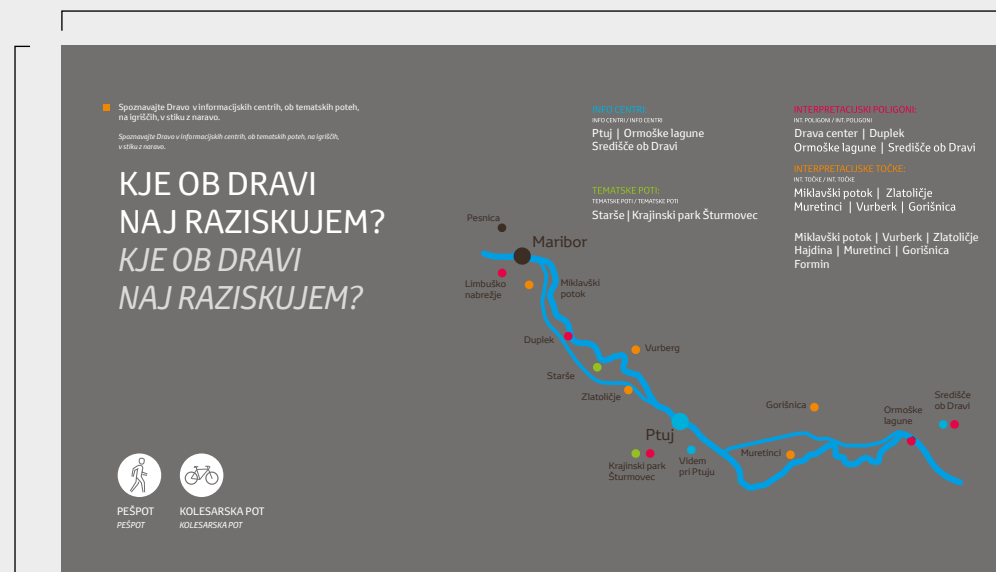 Spoznavajte Dravo v informacijskih centrih, ob tematskih poteh,
na igriščih, v stiku z naravo.
Spoznavajte Dravo v informacijskih centrih, ob tematskih poteh, na igriščih,
v stiku z naravo.
KJE OB DRAVI
NAJ RAZISKUJEM?
KJE OB DRAVI
NAJ RAZISKUJEM?
INFO CENTRI:
INFO CENTRI / INFO CENTRI
Ptuj | Ormoške lagune
Središče ob Dravi
TEMATSKE POTI:
TEMATSKE POTI / TEMATSKE POTI
Starše | Krajinski park Šturmovec
INTERPRETACIJSKI POLIGONI:
INT. POLIGONI / INT. POLIGONI
Drava center | Duplek
Ormoške lagune | Središče ob Dravi
INTERPRETACIJSKE TOČKE:
INT. TOČKE / INT. TOČKE
Miklavški potok | Zlatoličje
Muretinci | Vurberk | Gorišnica
Miklavški potok | Vurberk | Zlatoličje
Hajdina | Muretinci | Gorišnica
Formin
Pesnica
Maribor
Limbuško
nabrežje
Miklavški
potok
Duplek
Vurberg
Starše
Zlatoličje
Ptuj
Krajinski park
Šturmovec
Videm
pri Ptuju
Gorišnica
Muretinci
Ormoške
lagune
Središče
ob Dravi
PEŠPOT
PEŠPOT
KOLESARSKA POT
KOLESARSKA POT